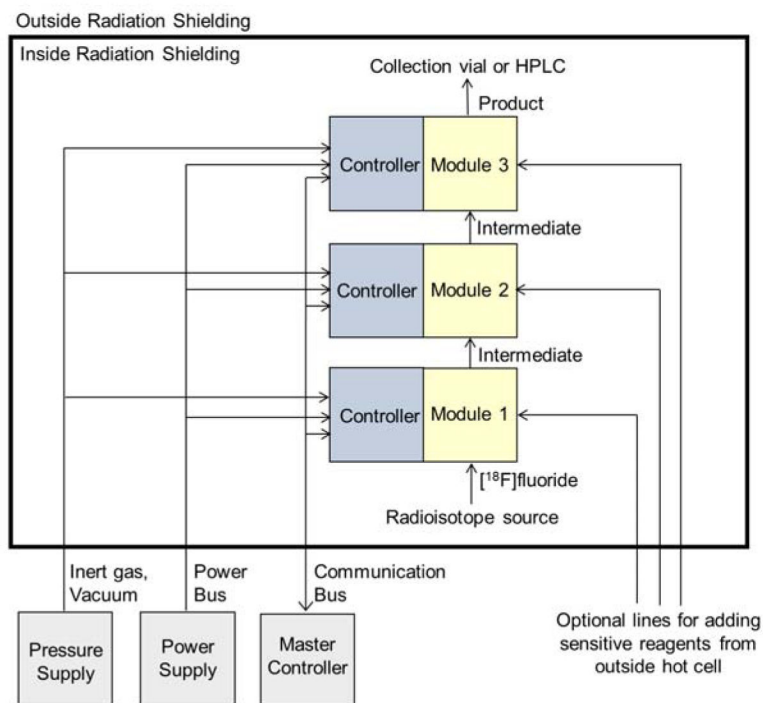 Outside Radiation Shielding
Inside Radiation Shielding
Collection vial or HPLC
Product
Controller
Module 3
Intermediate
Controller
Module 2
Intermediate
Controller
Module 1
[¹⁸F]fluoride
Radioisotope source
Inert gas,
Vacuum
Power
Bus
Communication
Bus
Pressure
Supply
Power
Supply
Master
Controller
Optional lines for adding
sensitive reagents from
outside hot cell